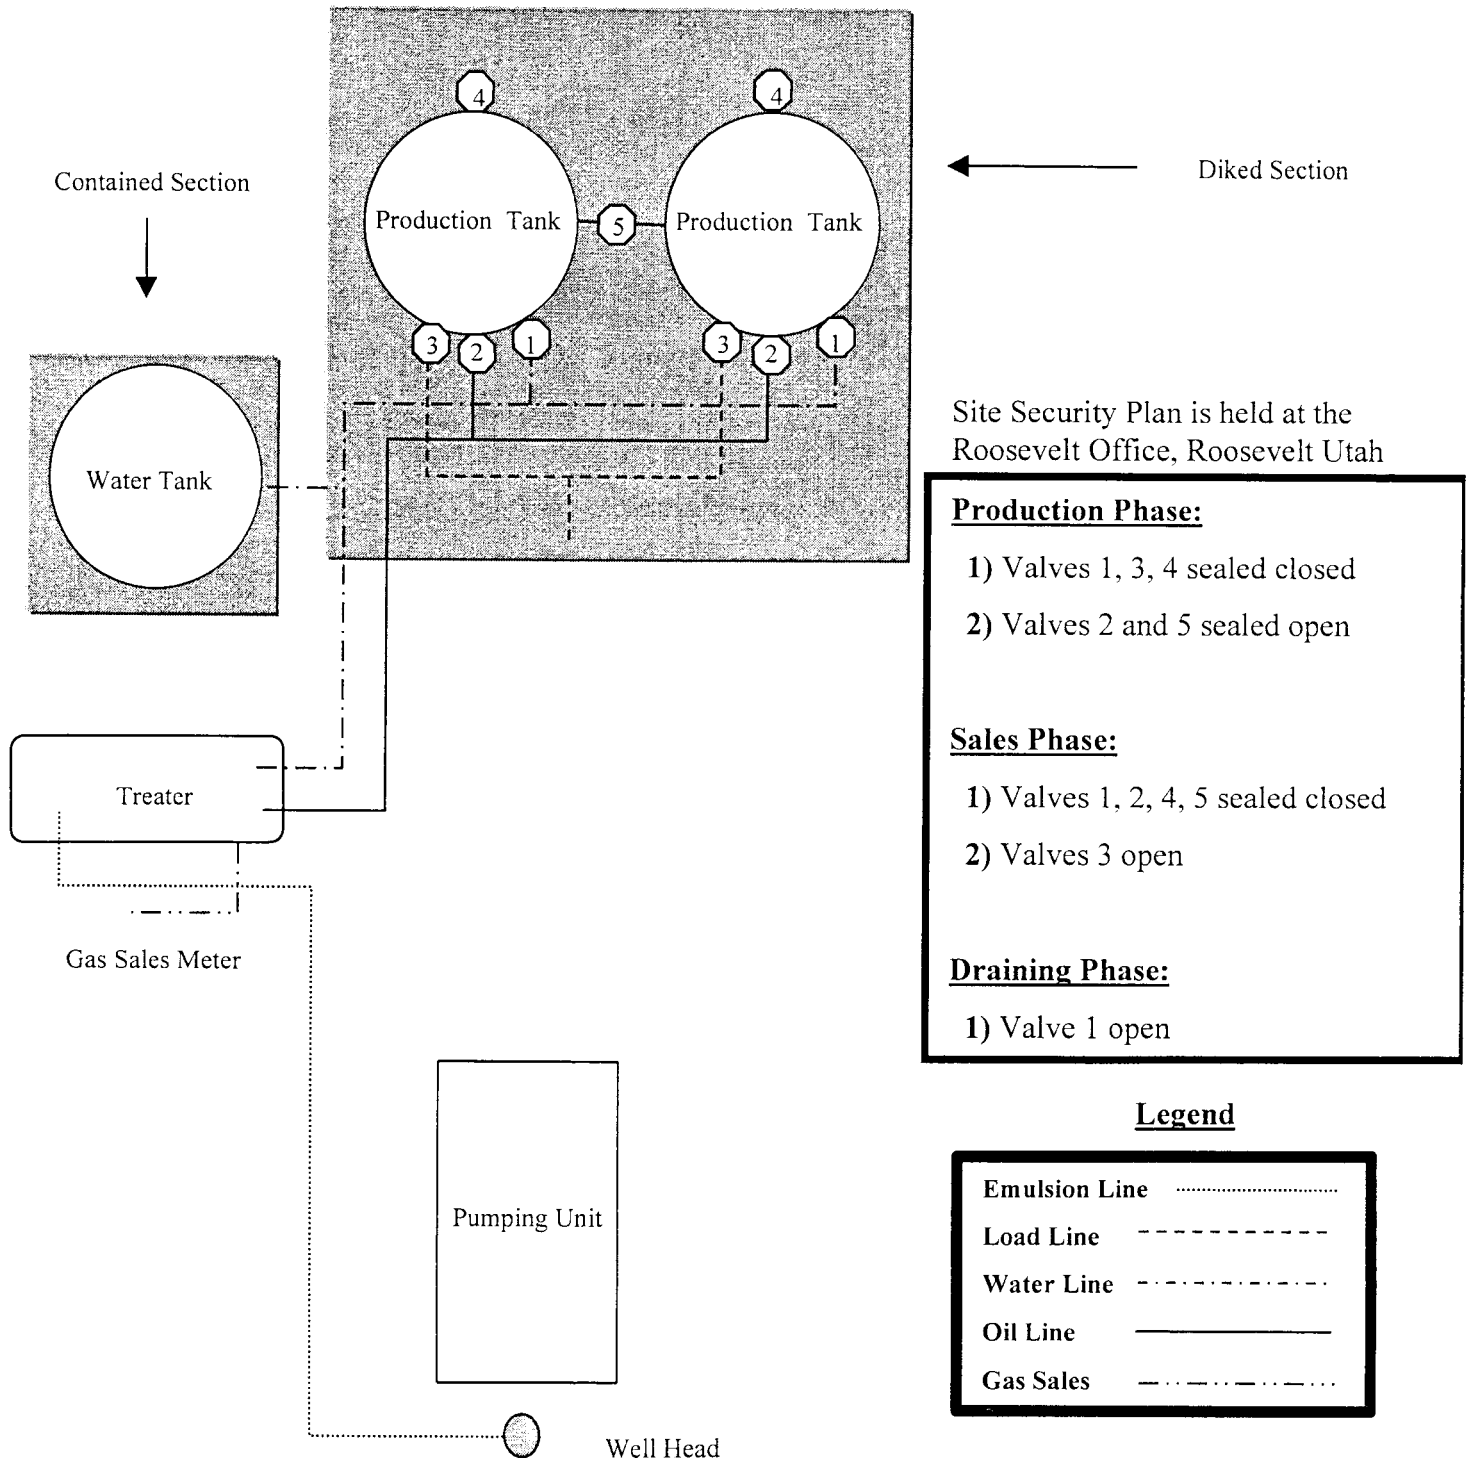 4
4
Contained Section
Diked Section
Production Tank
5
Production Tank
3
2
1
3
2
1
Water Tank
Site Security Plan is held at the
Roosevelt Office, Roosevelt Utah
Production Phase:
1) Valves 1, 3, 4 sealed closed
2) Valves 2 and 5 sealed open
Sales Phase:
1) Valves 1, 2, 4, 5 sealed closed
2) Valves 3 open
Draining Phase:
1) Valve 1 open
Treater
Gas Sales Meter
Pumping Unit
Well Head
Legend
Emulsion Line
Load Line
Water Line
Oil Line
Gas Sales